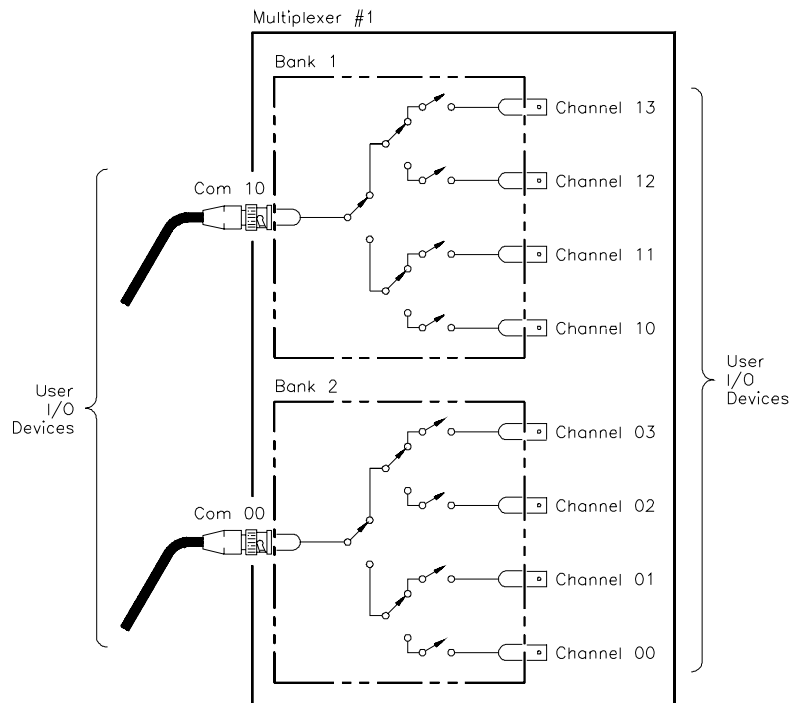 Multiplexer #1
Bank 1
Channel 13
Com 10
Channel 12
Channel 11
Channel 10
User
I/O
Devices
User
I/O
Devices
Bank 2
Channel 03
Com 00
Channel 02
Channel 01
Channel 00